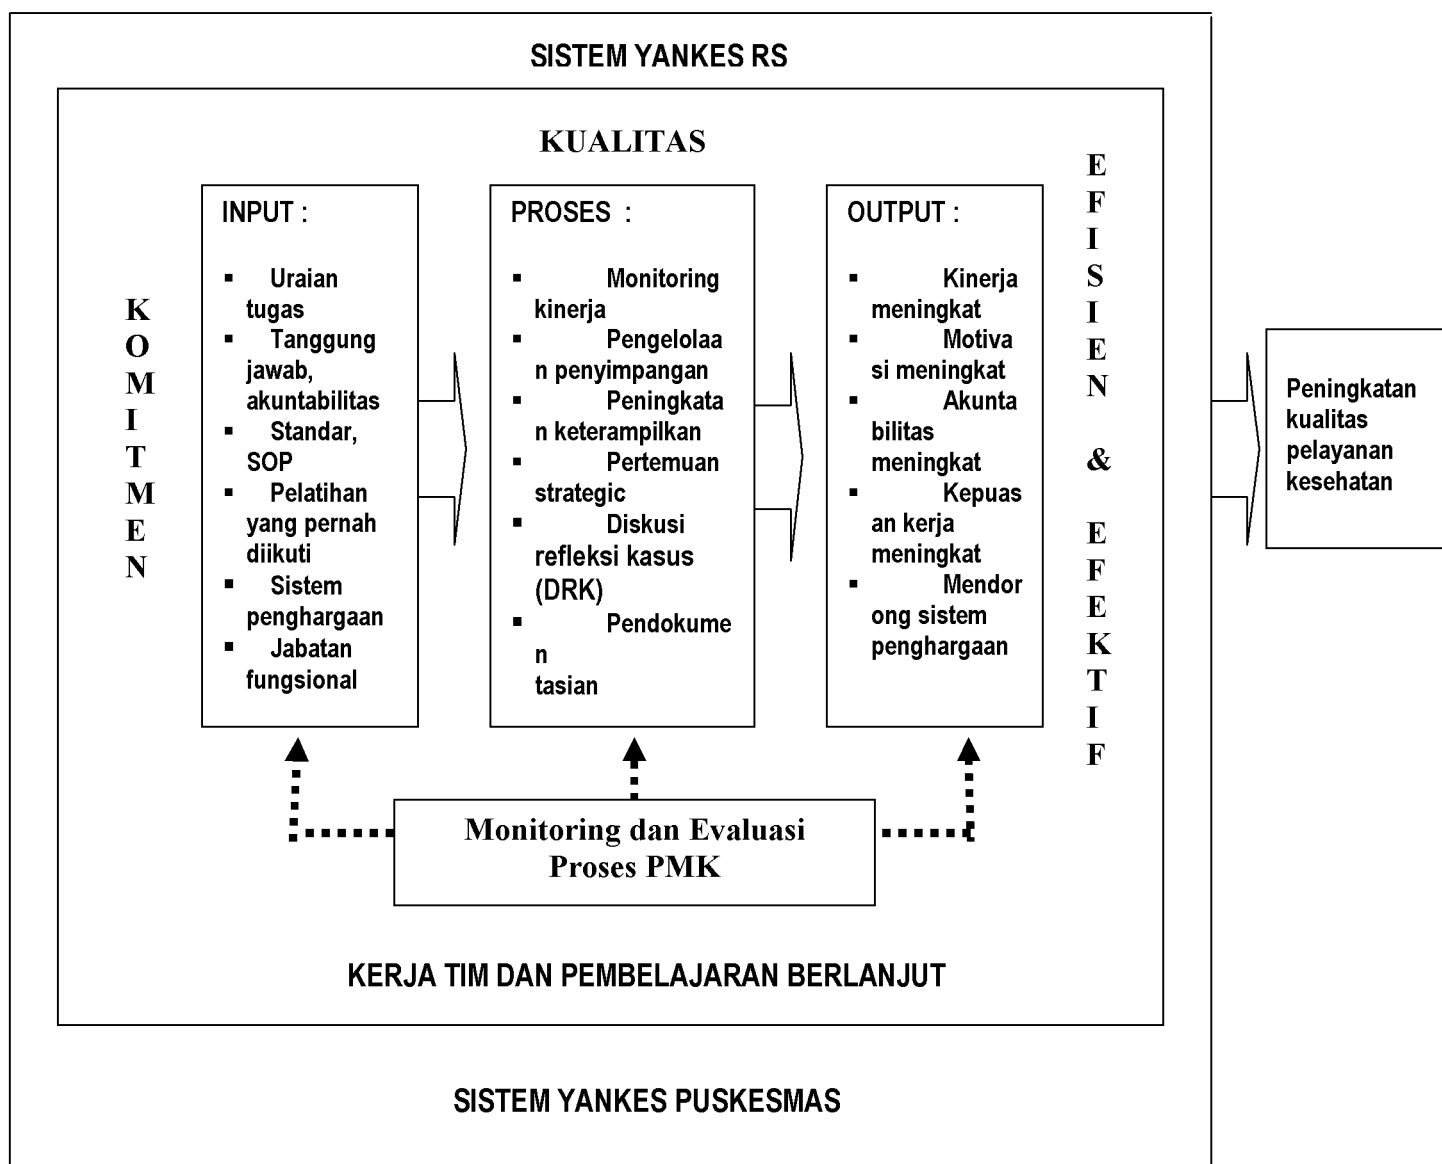 SISTEM YANKES RS
KUALITAS
K
O
M
I
T
M
E
N
INPUT :
▪ Uraian
tugas
▪ Tanggung
jawab,
akuntabilitas
▪ Standar,
SOP
▪ Pelatihan
yang pernah
diikuti
▪ Sistem
penghargaan
▪ Jabatan
fungsional
PROSES :
▪ Monitoring
kinerja
▪ Pengelolaa
n penyimpangan
▪ Peningkata
n keterampilkan
▪ Pertemuan
strategic
▪ Diskusi
refleksi kasus
(DRK)
▪ Pendokume
n
tasian
OUTPUT :
▪ Kinerja
meningkat
▪ Motiva
si meningkat
▪ Akunta
bilitas
meningkat
▪ Kepuas
an kerja
meningkat
▪ Mendor
ong sistem
penghargaan
E
F
I
S
I
E
N
&
E
F
E
K
T
I
F
Peningkatan
kualitas
pelayanan
kesehatan
Monitoring dan Evaluasi
Proses PMK
KERJA TIM DAN PEMBELAJARAN BERLANJUT
SISTEM YANKES PUSKESMAS